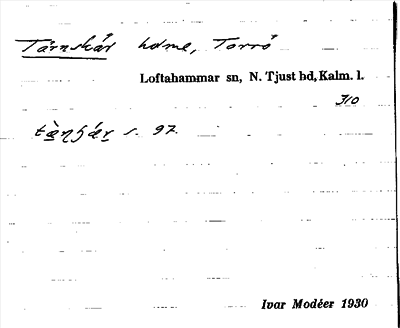 Tärnskär holme, Torrö
Loftahammar sn, N. Tjust hd, Kalm. l.
310
s. 97.
Ivar Modéer 1930